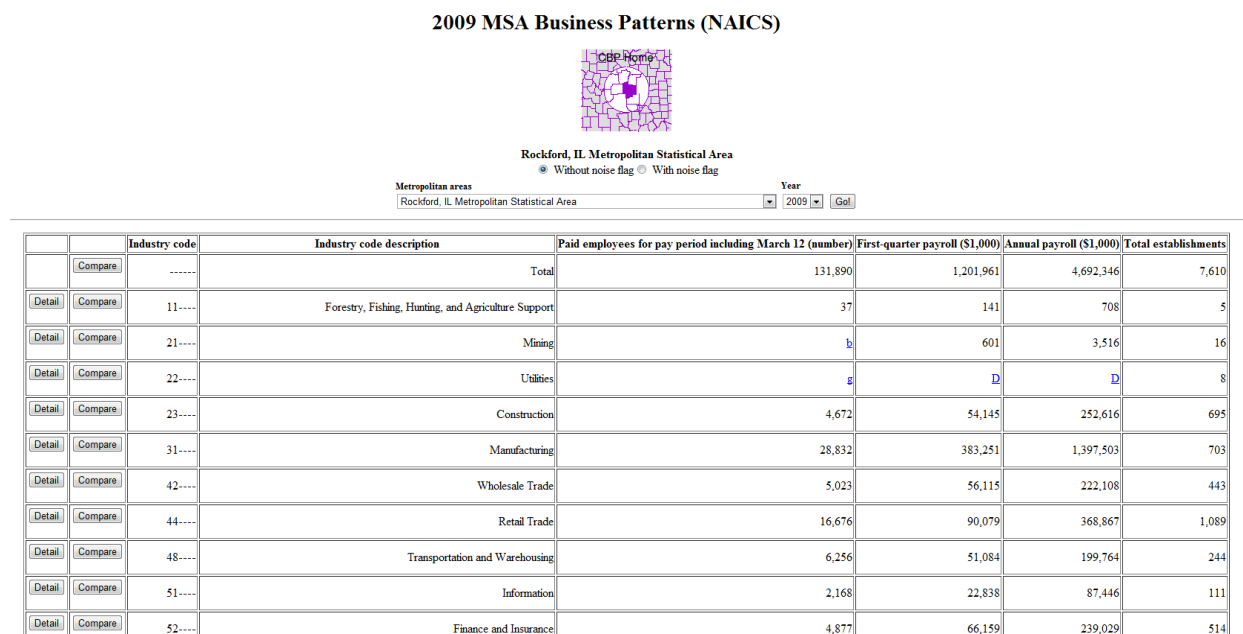 2009 MSA Business Patterns (NAICS)
CBP Home
Rockford, IL Metropolitan Statistical Area
Without noise flag With noise flag
Metropolitan areas Year
Rockford, IL Metropolitan Statistical Area 2009 Go!
Industry code Industry code description Paid employees for pay period including March 12 (number) First-quarter payroll ($1,000) Annual payroll ($1,000) Total establishments
Compare ------ Total 131,890 1,201,961 4,692,346 7,610
Detail Compare 11---- Forestry, Fishing, Hunting, and Agriculture Support 37 141 708 5
Detail Compare 21---- Mining b 601 3,516 16
Detail Compare 22---- Utilities g D D 8
Detail Compare 23---- Construction 4,672 54,145 252,616 695
Detail Compare 31---- Manufacturing 28,832 383,251 1,397,503 703
Detail Compare 42---- Wholesale Trade 5,023 56,115 222,108 443
Detail Compare 44---- Retail Trade 16,676 90,079 368,867 1,089
Detail Compare 48---- Transportation and Warehousing 6,256 51,084 199,764 244
Detail Compare 51---- Information 2,168 22,838 87,446 111
Detail Compare 52---- Finance and Insurance 4,877 66,159 239,029 514